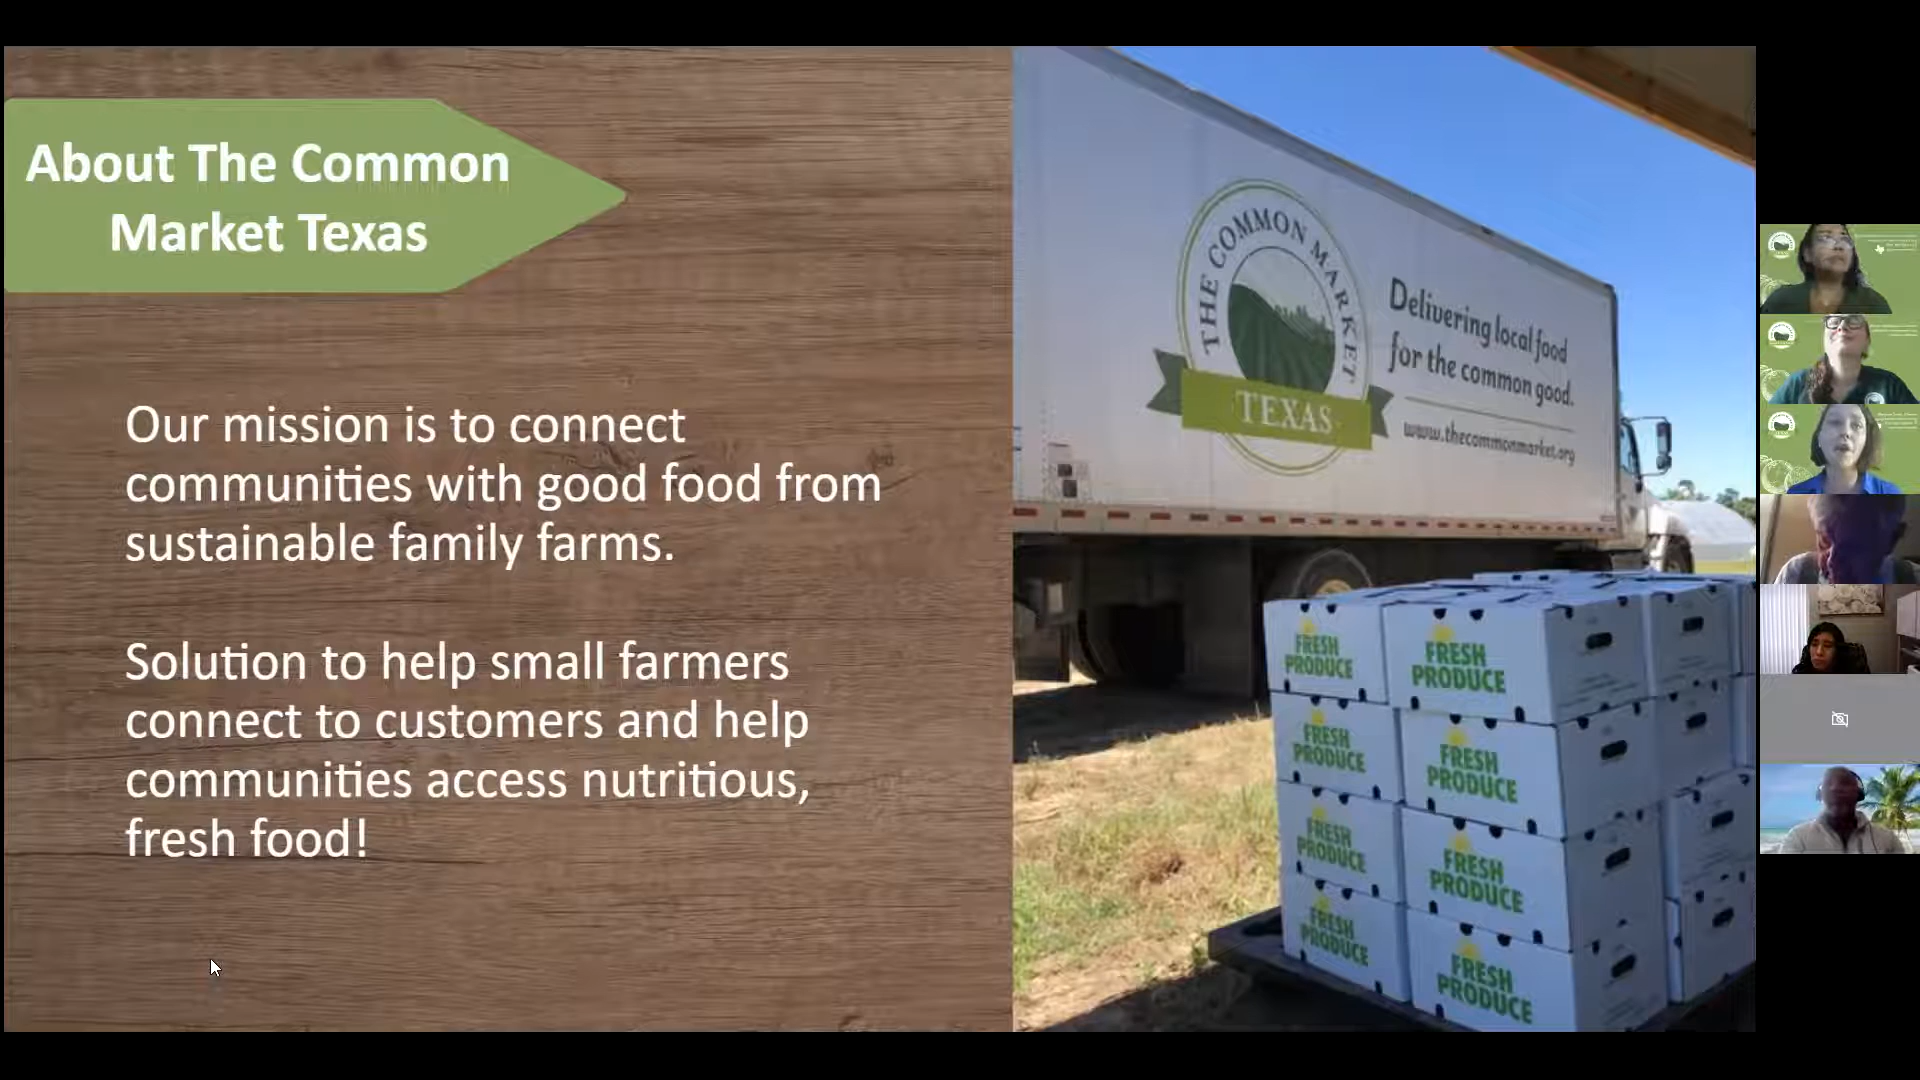 About The Common
Market Texas
Our mission is to connect
communities with good food from
sustainable family farms.
Solution to help small farmers
connect to customers and help
communities access nutritious,
fresh food!
THE COMMON MARKET
TEXAS
Delivering local food
for the common good.
www.thecommonmarket.org
FRESH
PRODUCE
FRESH
PRODUCE
FRESH
PRODUCE
FRESH
PRODUCE
FRESH
PRODUCE
FRESH
PRODUCE
FRESH
PRODUCE
FRESH
PRODUCE